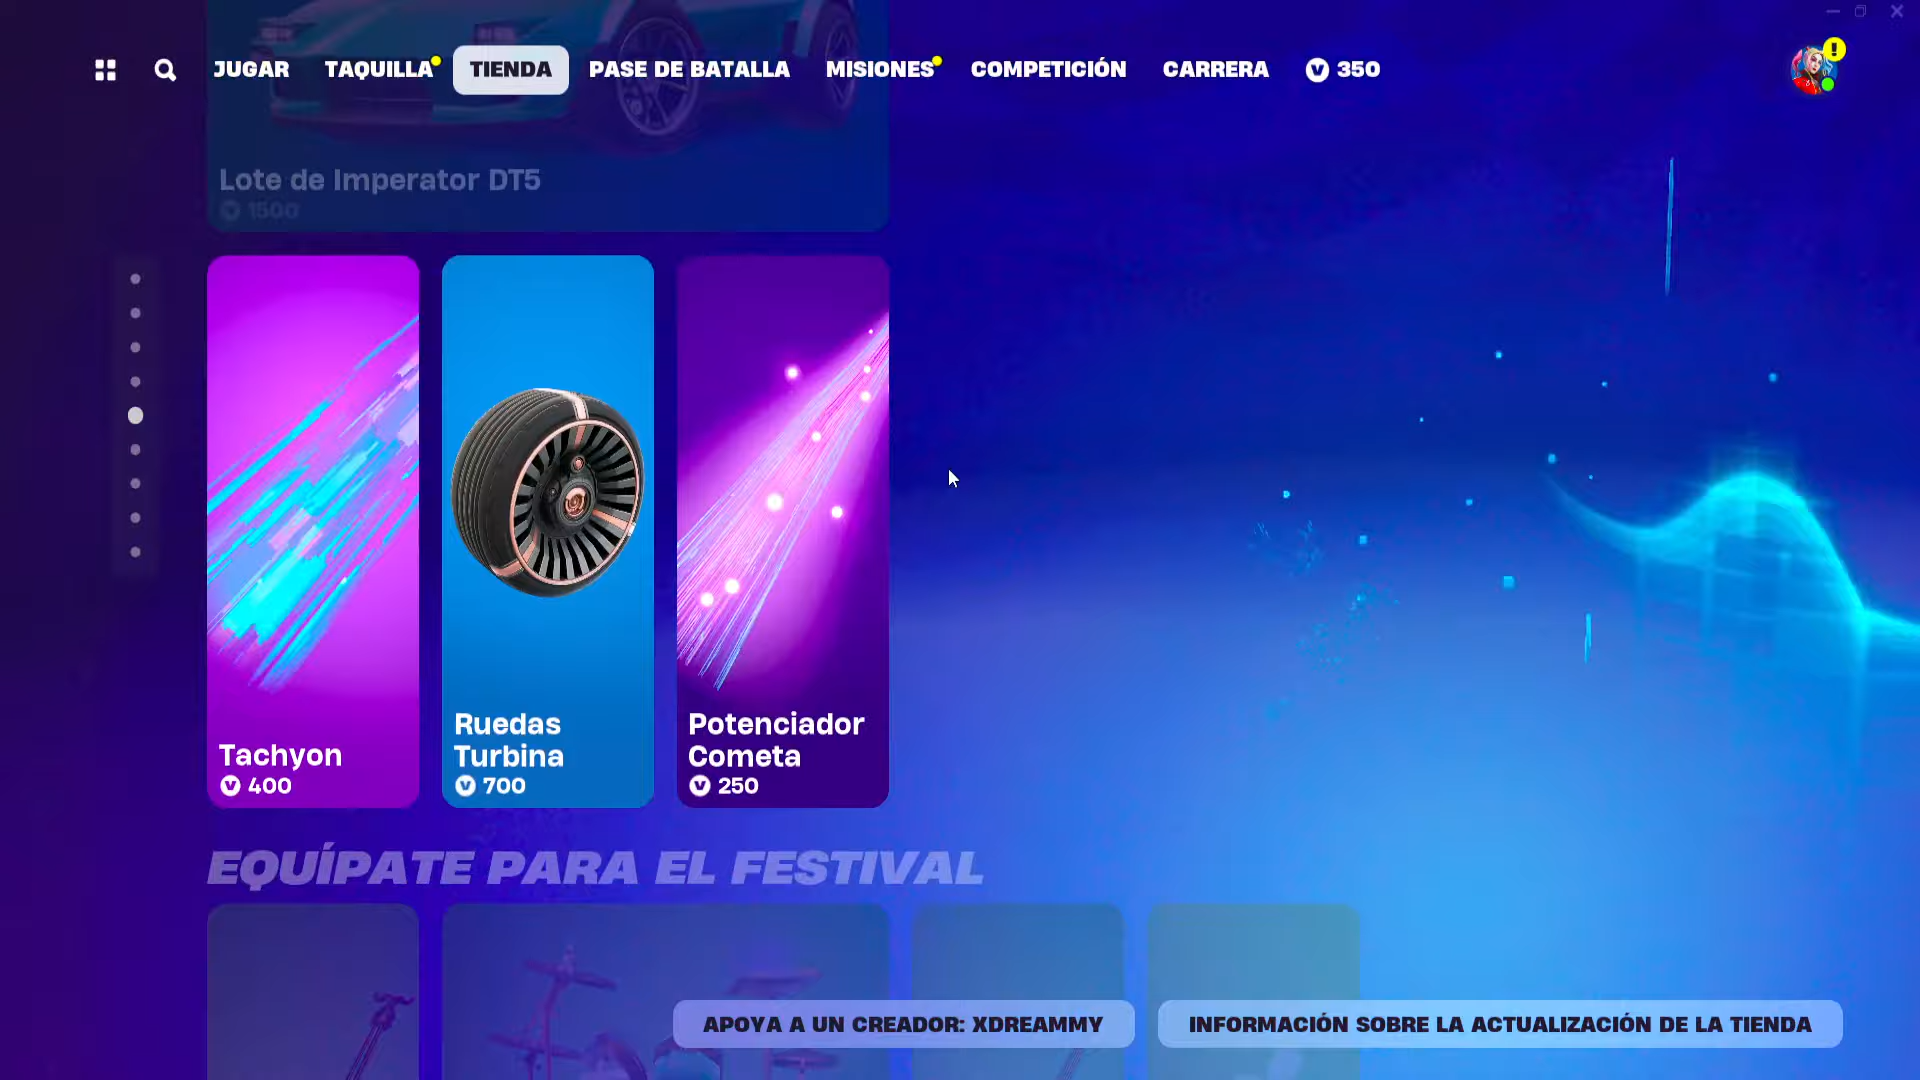 JUGAR TAQUILLA TIENDA PASE DE BATALLA MISIONES COMPETICIÓN CARRERA 350
Lote de Imperator DT5
1500
Tachyon
400
Ruedas
Turbina
700
Potenciador
Cometa
250
EQUÍPATE PARA EL FESTIVAL
APOYA A UN CREADOR: XDREAMMY
INFORMACIÓN SOBRE LA ACTUALIZACIÓN DE LA TIENDA